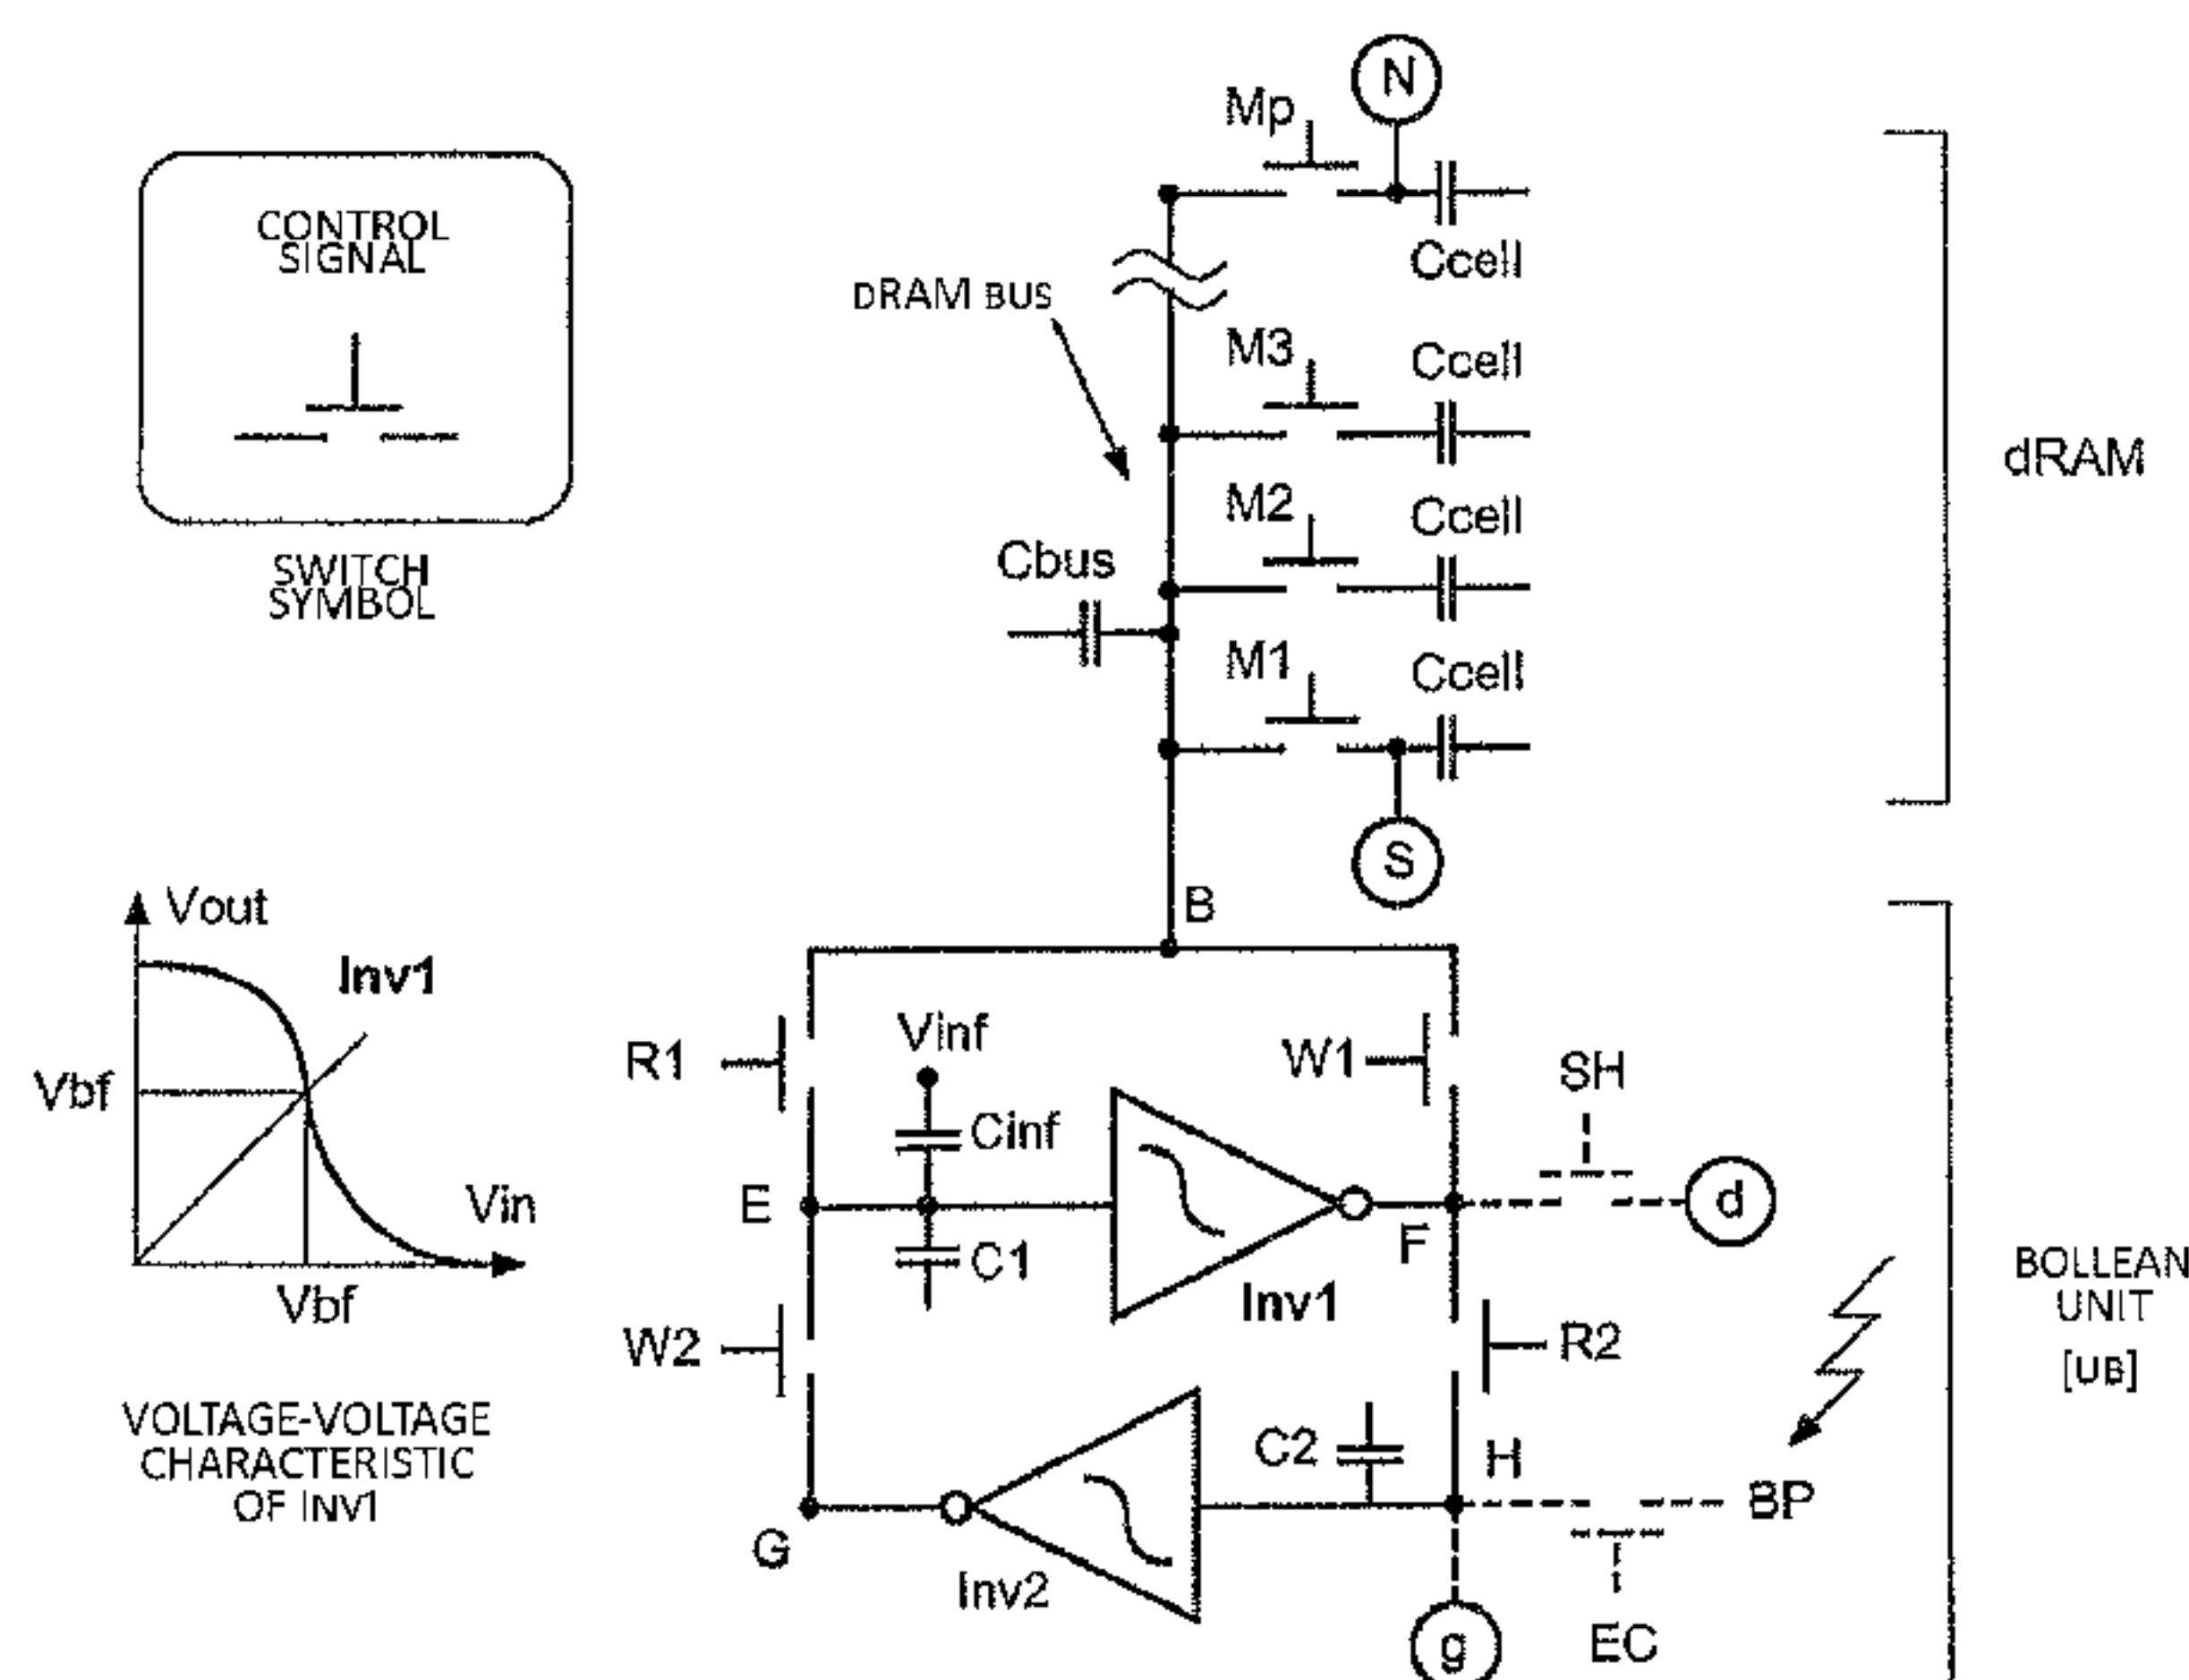 N
Mp
CONTROL
SIGNAL
Ccell
DRAM BUS
M3
Ccell
dRAM
M2
Ccell
SWITCH
SYMBOL
Cbus
M1
Ccell
S
B
Vout
Inv1
Vinf
R1
W1
SH
Vbf
Cinf
E
Vin
d
F
C1
Inv1
BOLLEAN
UNIT
[UB]
Vbf
W2
R2
VOLTAGE-VOLTAGE
CHARACTERISTIC
OF INV1
C2
H
BP
G
Inv2
g
EC